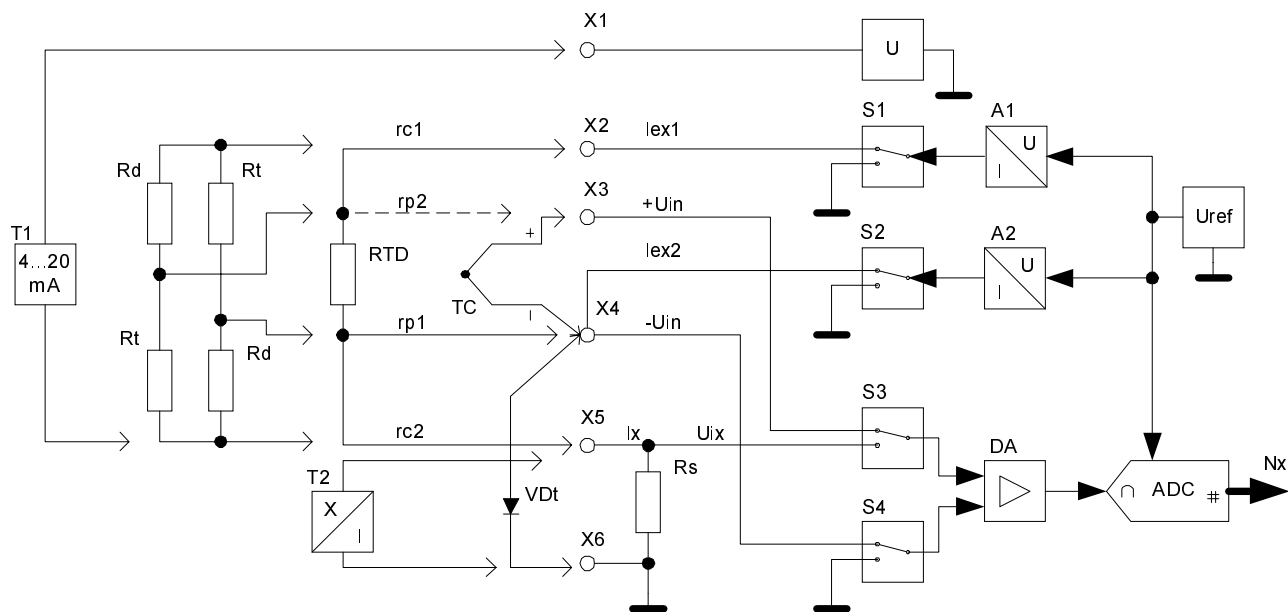 X1
U
S1
A1
rc1
X2
Iex1
U
I
Rd
Rt
X3
rp2
+Uin
Uref
T1
+
S2
A2
4...20
mA
RTD
Iex2
U
I
TC
X4
Rt
Rd
rp1
-Uin
S3
X5
rc2
Ix
Uix
DA
Nx
T2
Rs
VDt
ADC
∩
#
X
I
S4
X6